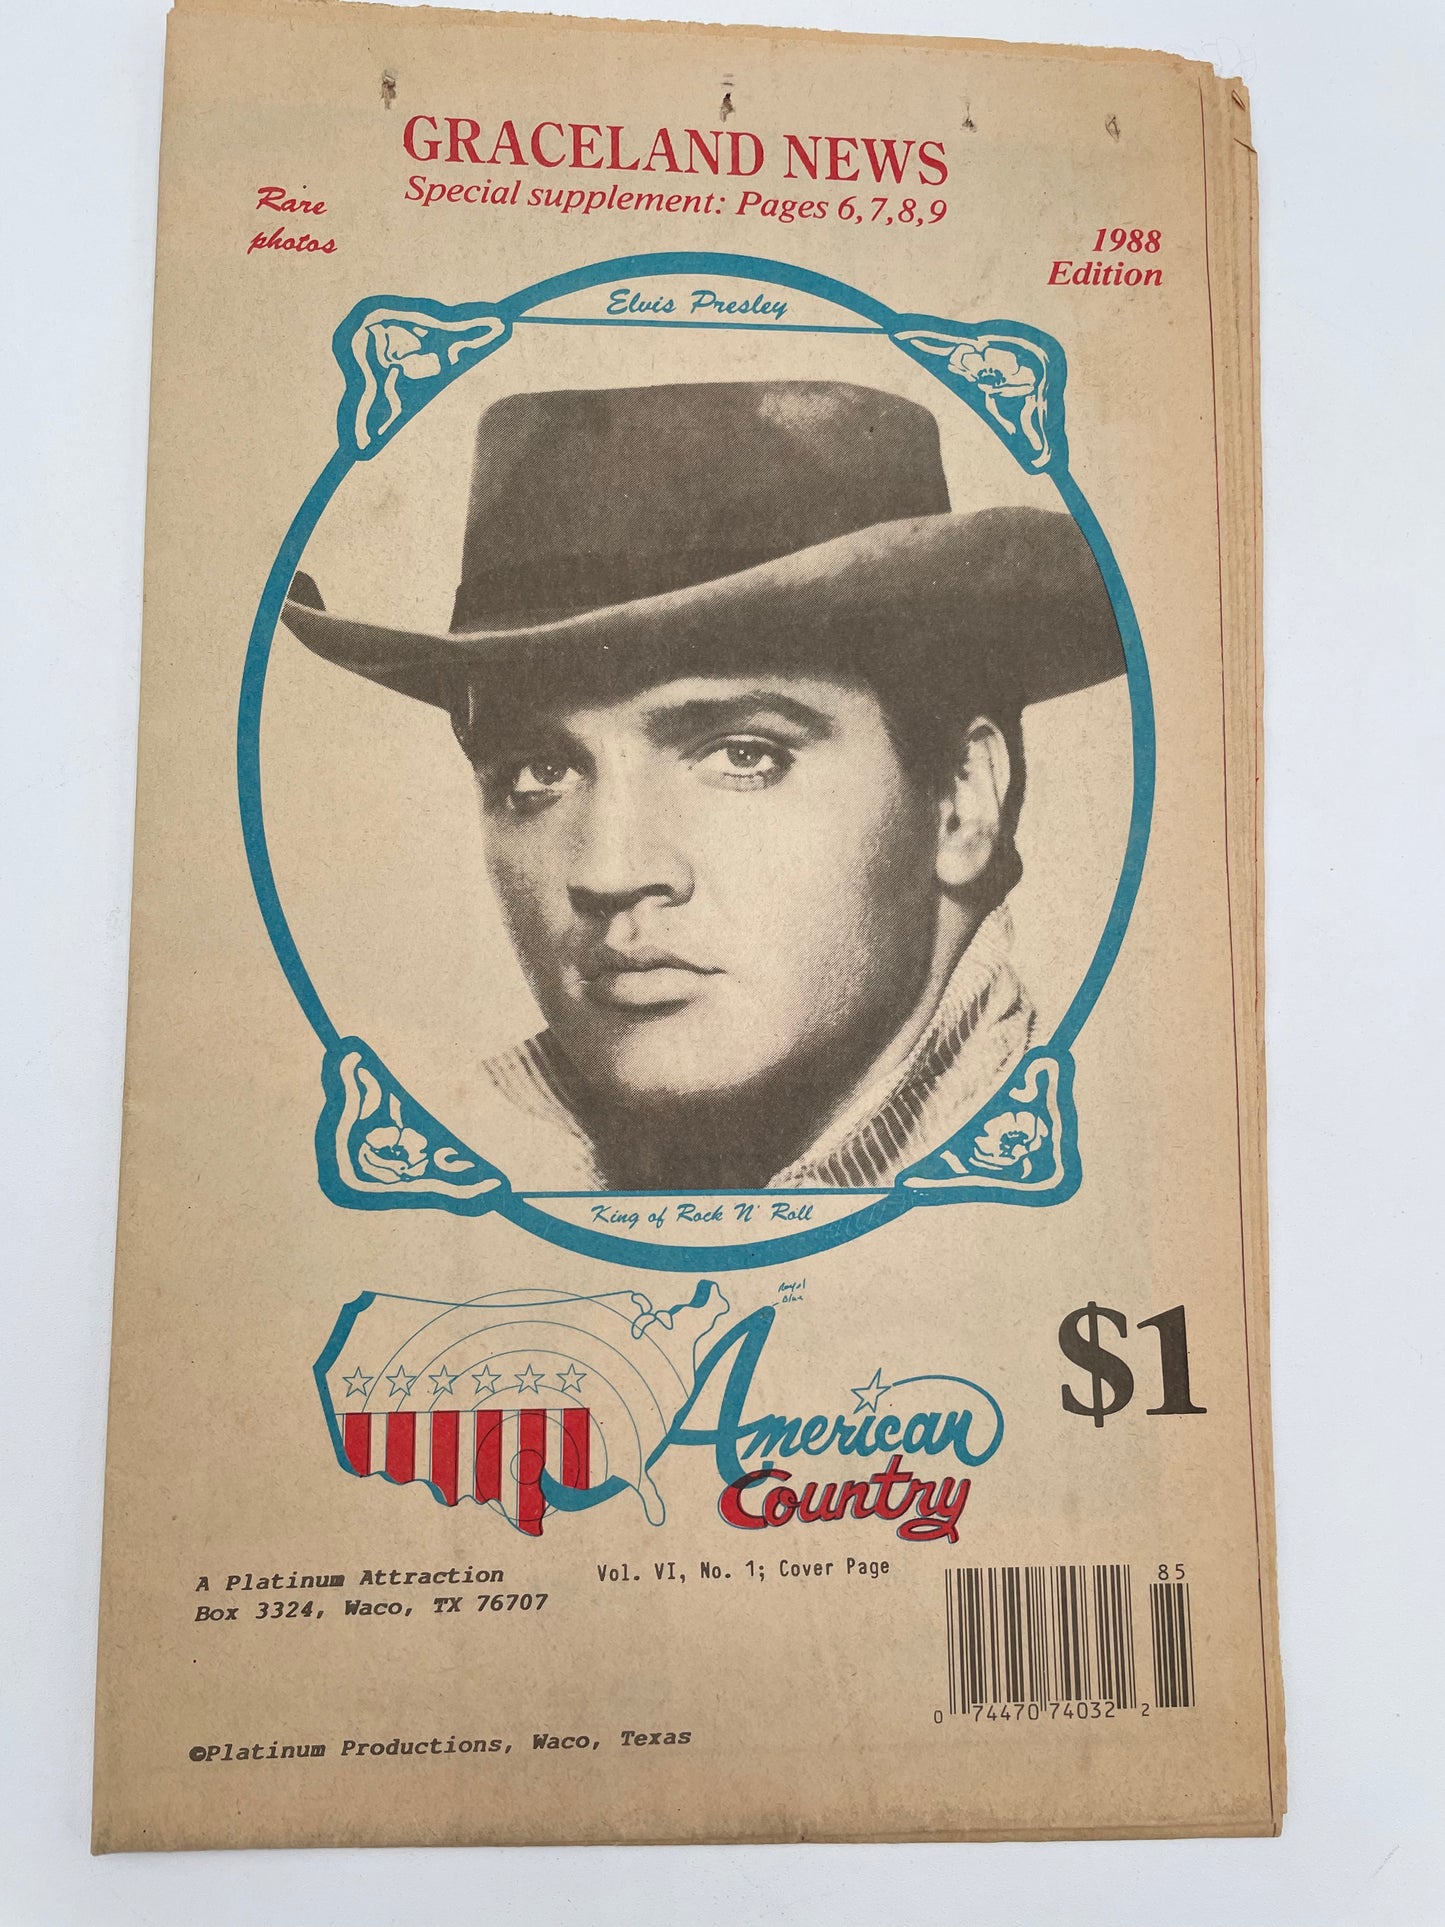 GRACELAND NEWS
Special supplement: Pages 6,7,8,9
Rare
photos
1988
Edition
Elvis Presley
King of Rock N' Roll
Royal
Blue
American
Country
$1
A Platinum Attraction
Box 3324, Waco, TX 76707
Vol. VI, No. 1; Cover Page
85
0 74470 74032 2
©Platinum Productions, Waco, Texas